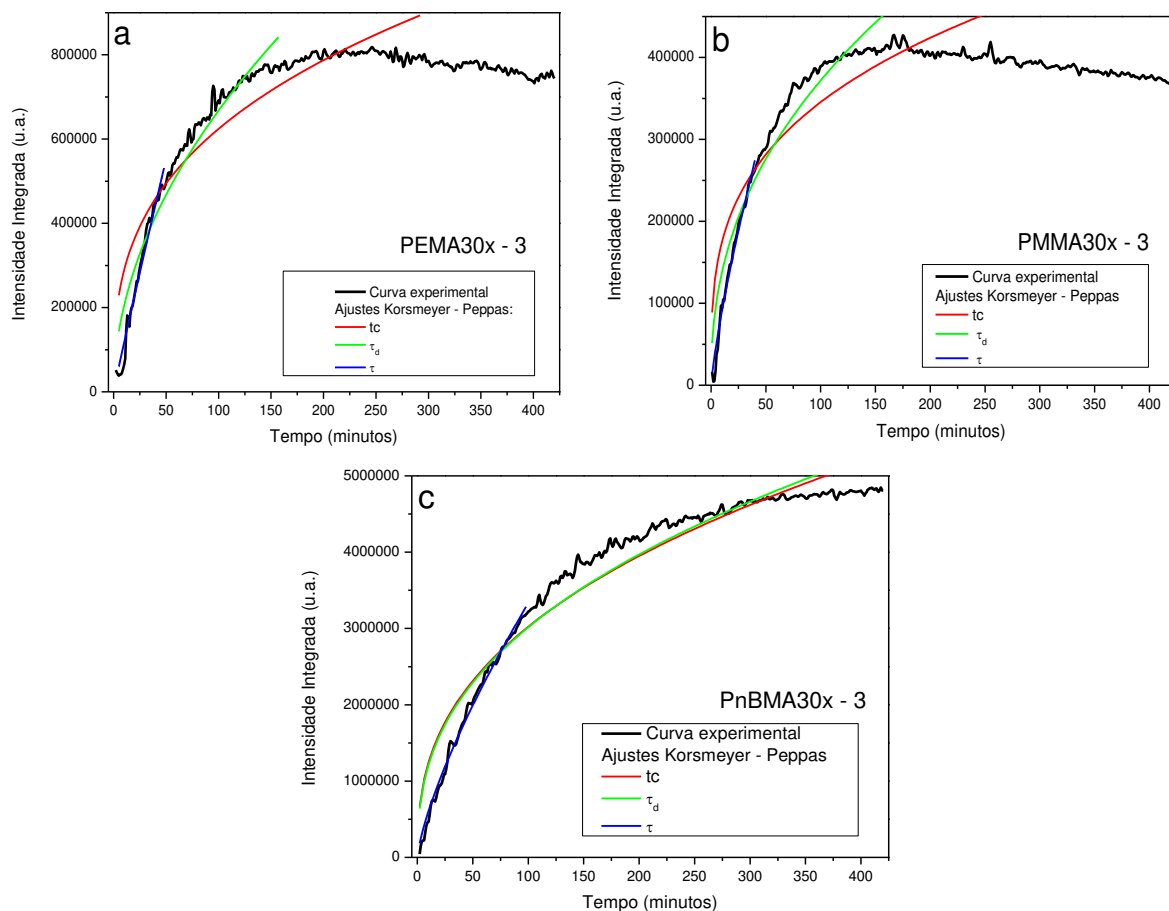 a
800000
600000
400000
200000
0
Intensidade Integrada (u.a.)
PEMA30x - 3
Curva experimental
Ajustes Korsmeyer - Peppas:
tc
τd
τ
0 50 100 150 200 250 300 350 400
Tempo (minutos)
b
400000
300000
200000
100000
0
Intensidade Integrada (u.a.)
PMMA30x - 3
Curva experimental
Ajustes Korsmeyer - Peppas
tc
τd
τ
0 50 100 150 200 250 300 350 400
Tempo (minutos)
c
5000000
4000000
3000000
2000000
1000000
0
Intensidade Integrada (u.a.)
PnBMA30x - 3
Curva experimental
Ajustes Korsmeyer - Peppas
tc
τd
τ
0 50 100 150 200 250 300 350 400
Tempo (minutos)